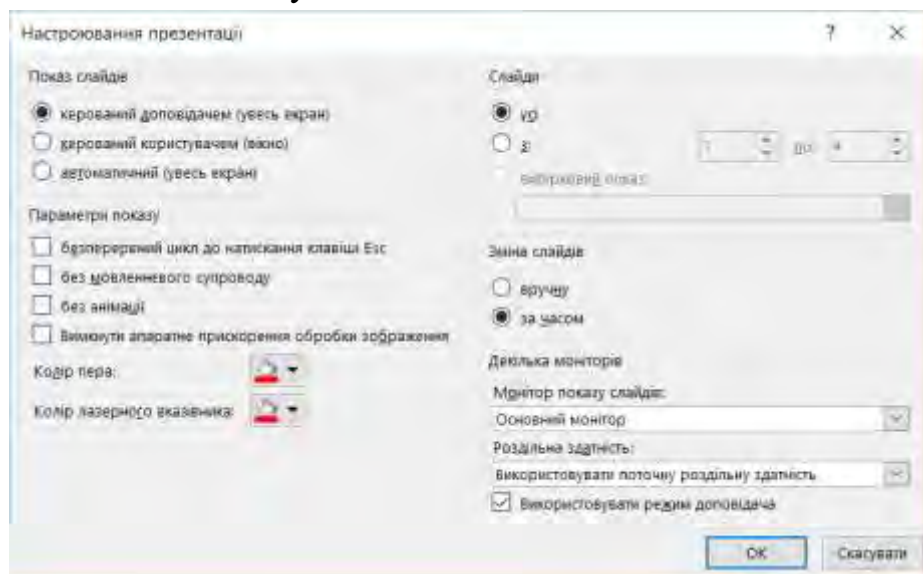 Настроювання презентації
Показ слайдів
керований доповідачем (увесь екран)
керований користувачем (вікно)
автоматичний (увесь екран)
Параметри показу
безперервний цикл до натискання клавіші Esc
без мовленнєвого супроводу
без анімації
Вимкнути апаратне прискорення обробки зображення
Колір пера:
Колір лазерного вказівника:
Слайди
усі
з:
1
до:
4
вибірковий показ:
Зміна слайдів
вручну
за часом
Декілька моніторів
Монітор показу слайдів:
Основний монітор
Роздільна здатність:
Використовувати поточну роздільну здатність
Використовувати режим доповідача
ОК
Скасувати